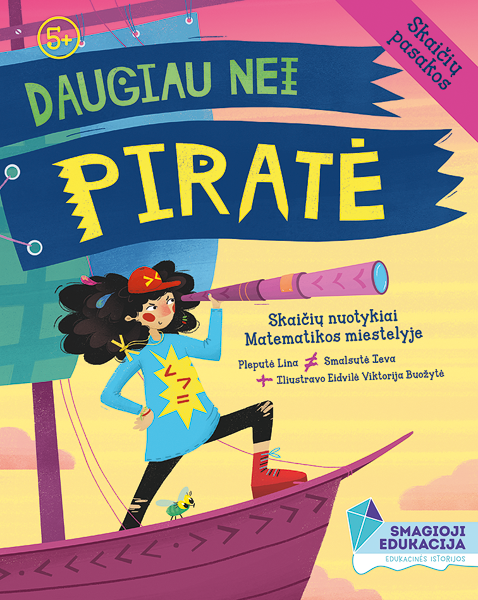 5+
Skaičių
pasakos
DAUGIAU NEI
PIRATĖ
Skaičių nuotykiai
Matematikos miestelyje
Pleputė Lina ≠ Smalsutė Ieva
+ Iliustravo Eidvilė Viktorija Buožytė
< >
> =
SMAGIOJI
EDUKACIJA
EDUKACINĖS ISTORIJOS